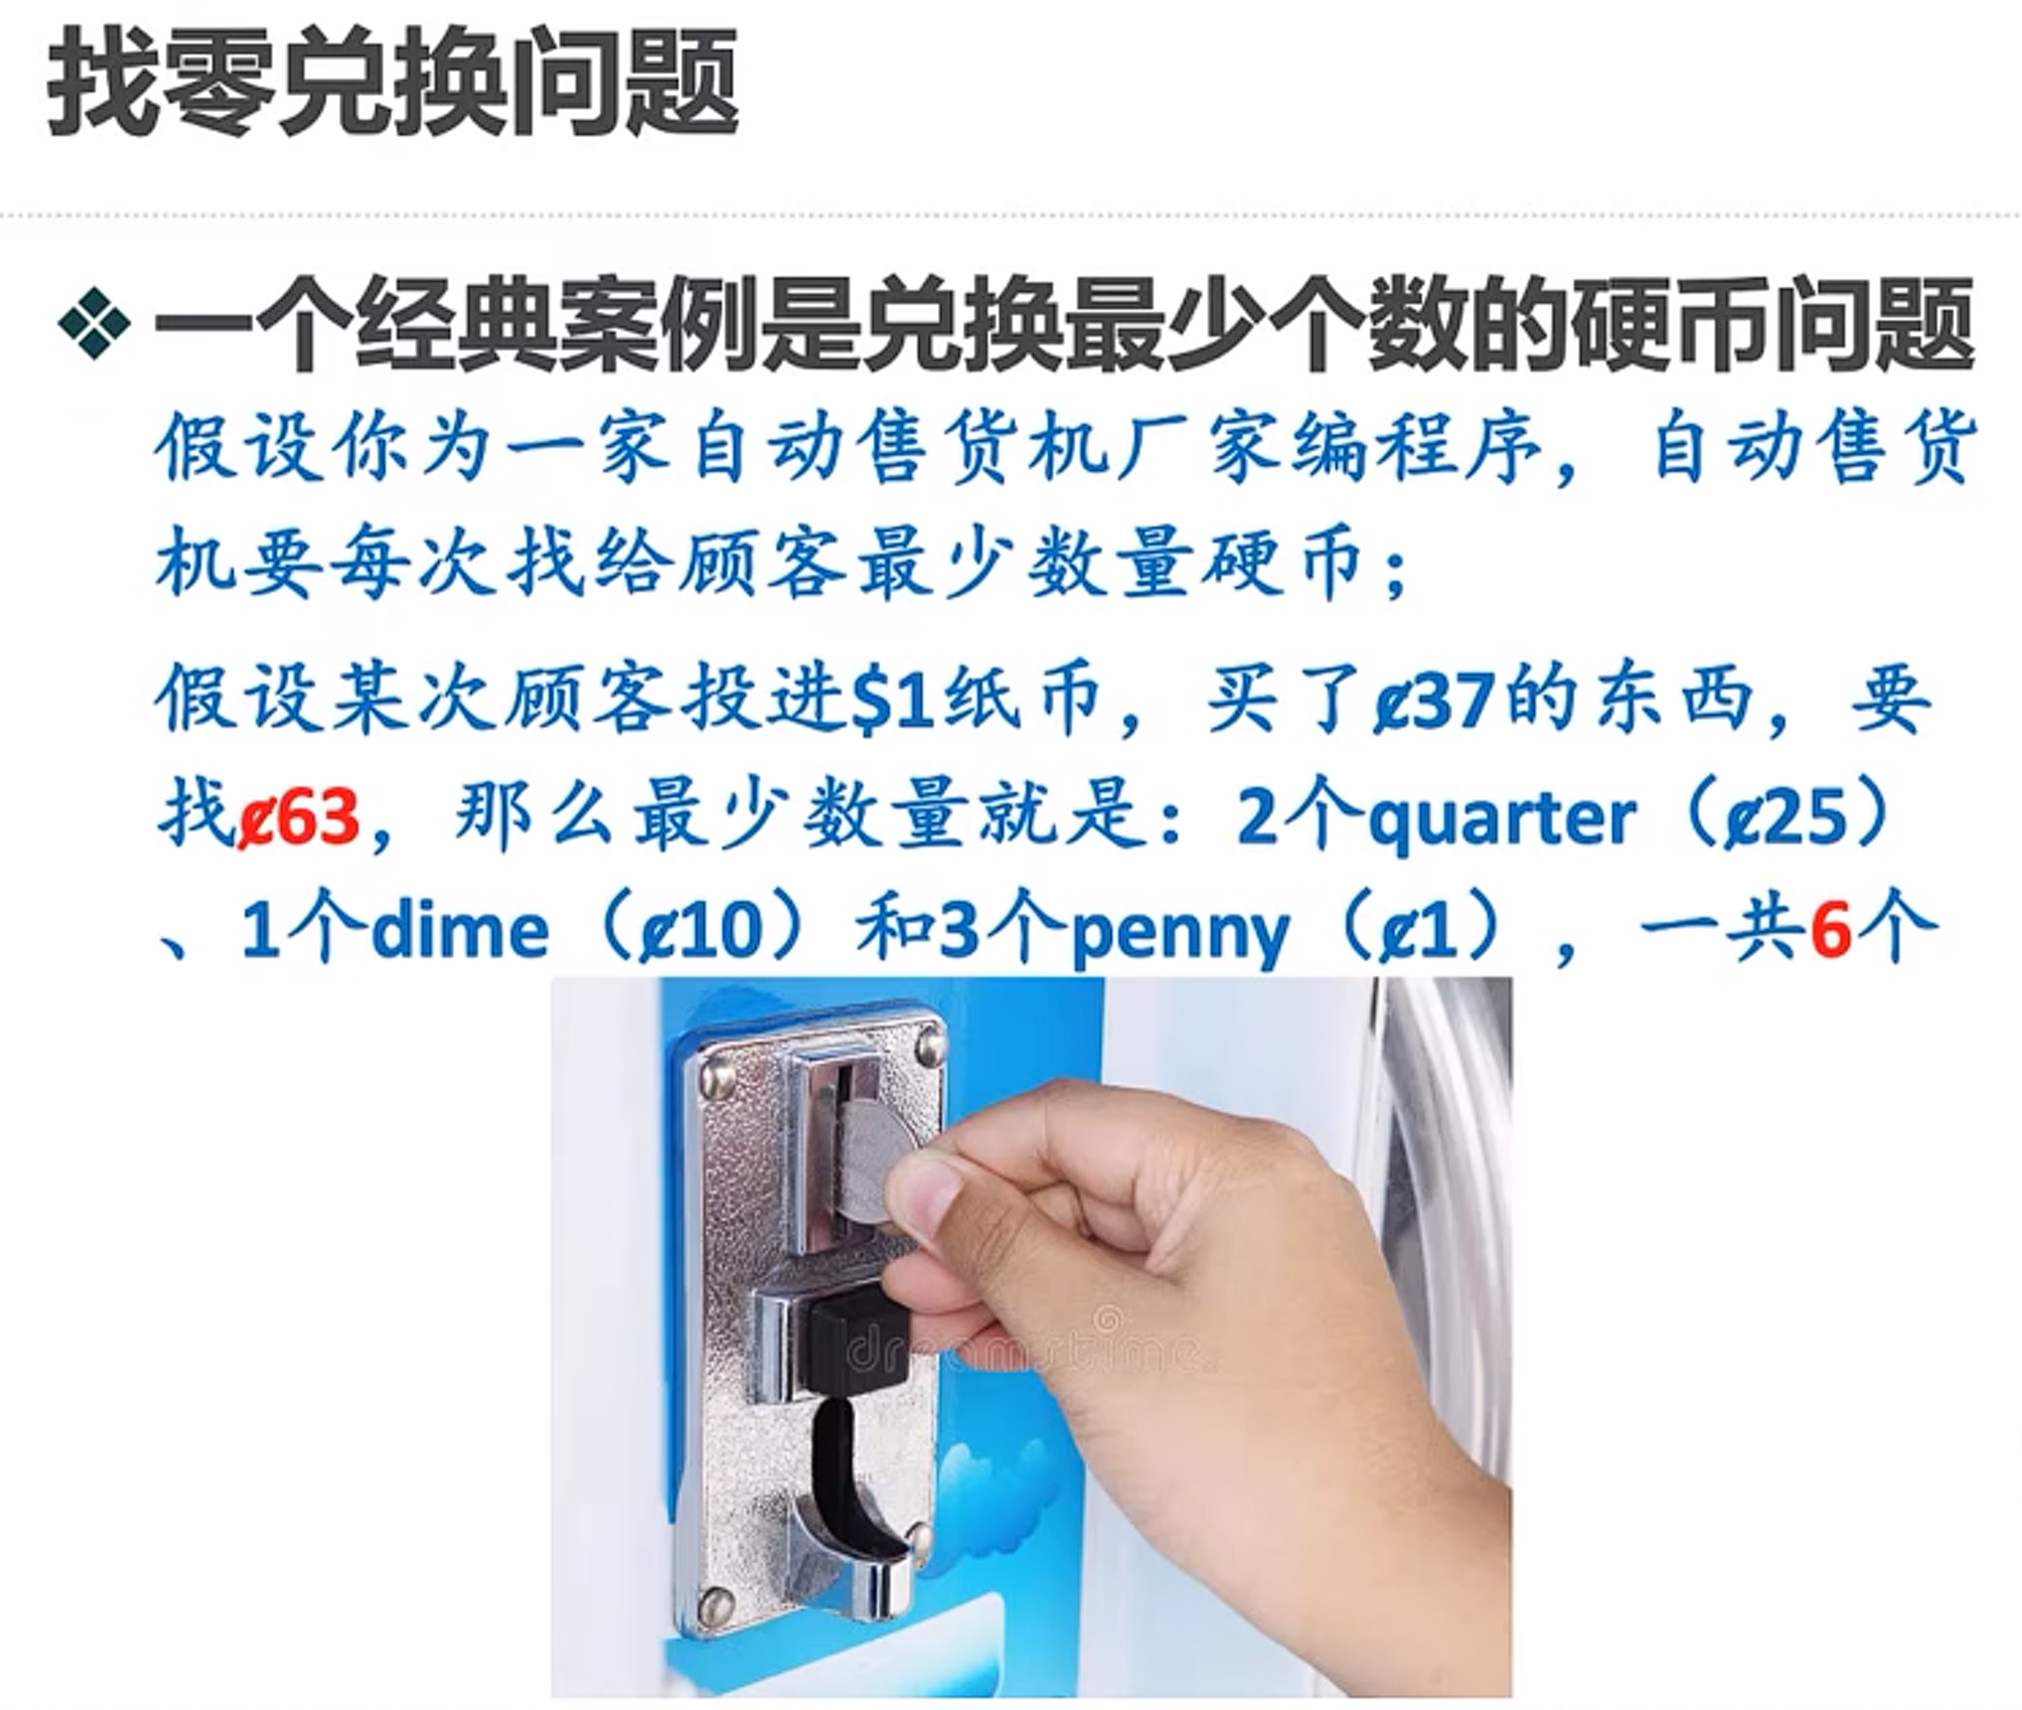 找零兑换问题
一个经典案例是兑换最少个数的硬币问题
假设你为一家自动售货机厂家编程序，自动售货
机要每次找给顾客最少数量硬币；
假设某次顾客投进$1纸币，买了¢37的东西，要
找¢63，那么最少数量就是：2个quarter（¢25）
、1个dime（¢10）和3个penny（¢1），一共6个
dreamstime